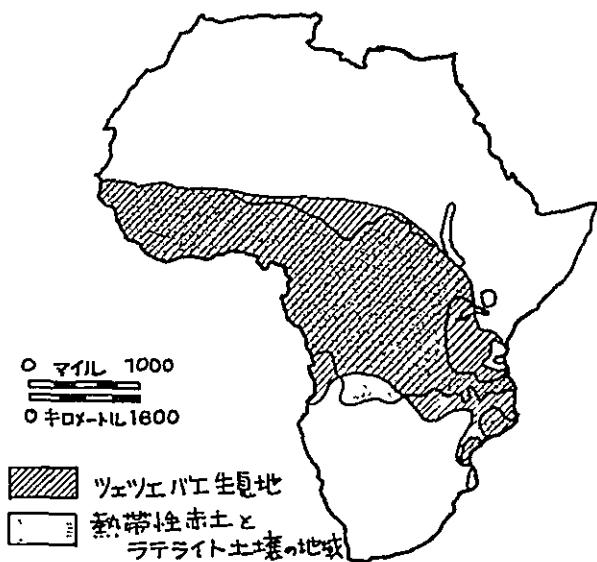 0 マイル 1000
0 キロメートル 1600
ツェツエバエ生息地
熱帯性赤土と
ラテライト土壌の地域